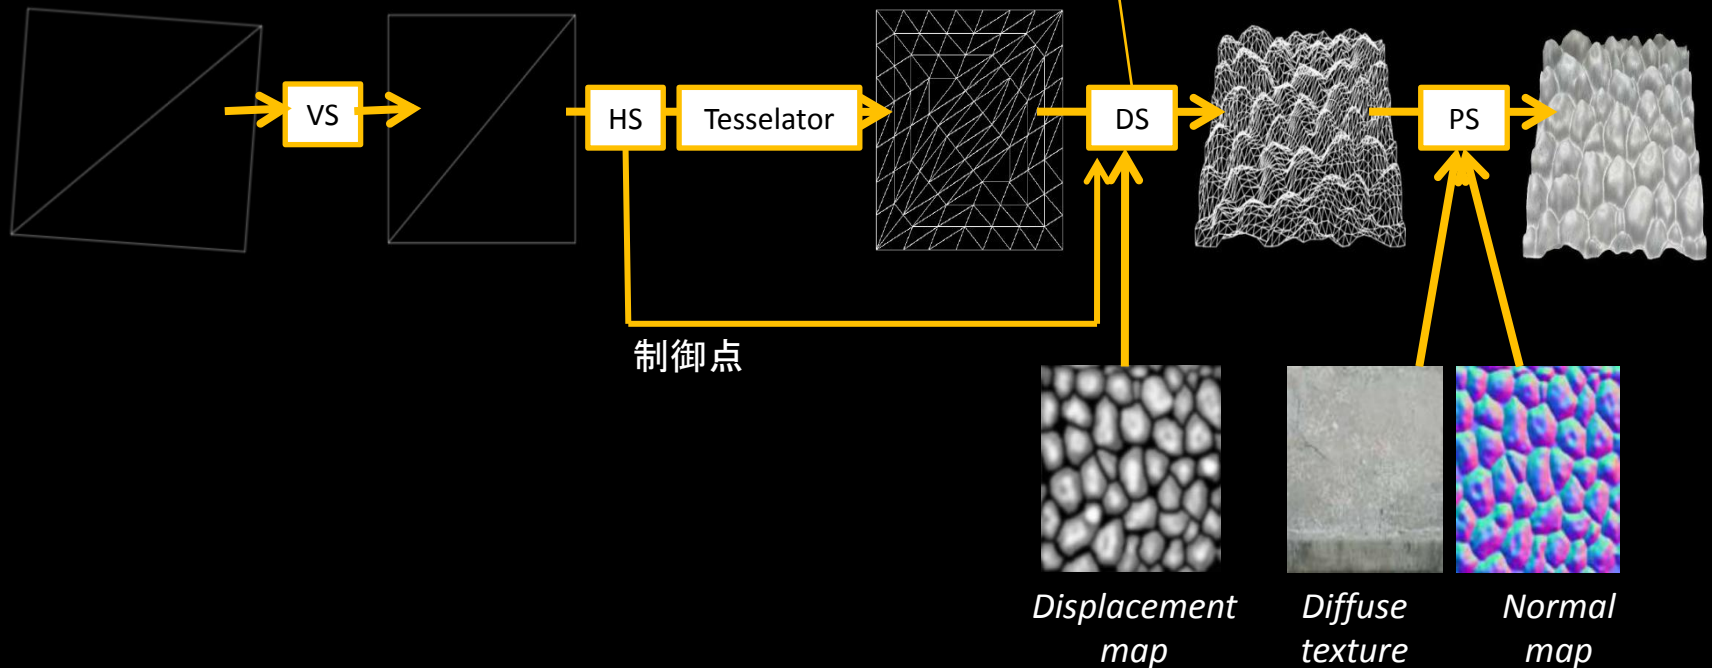 VS
HS
Tesselator
DS
PS
制御点
Displacement
map
Diffuse
texture
Normal
map